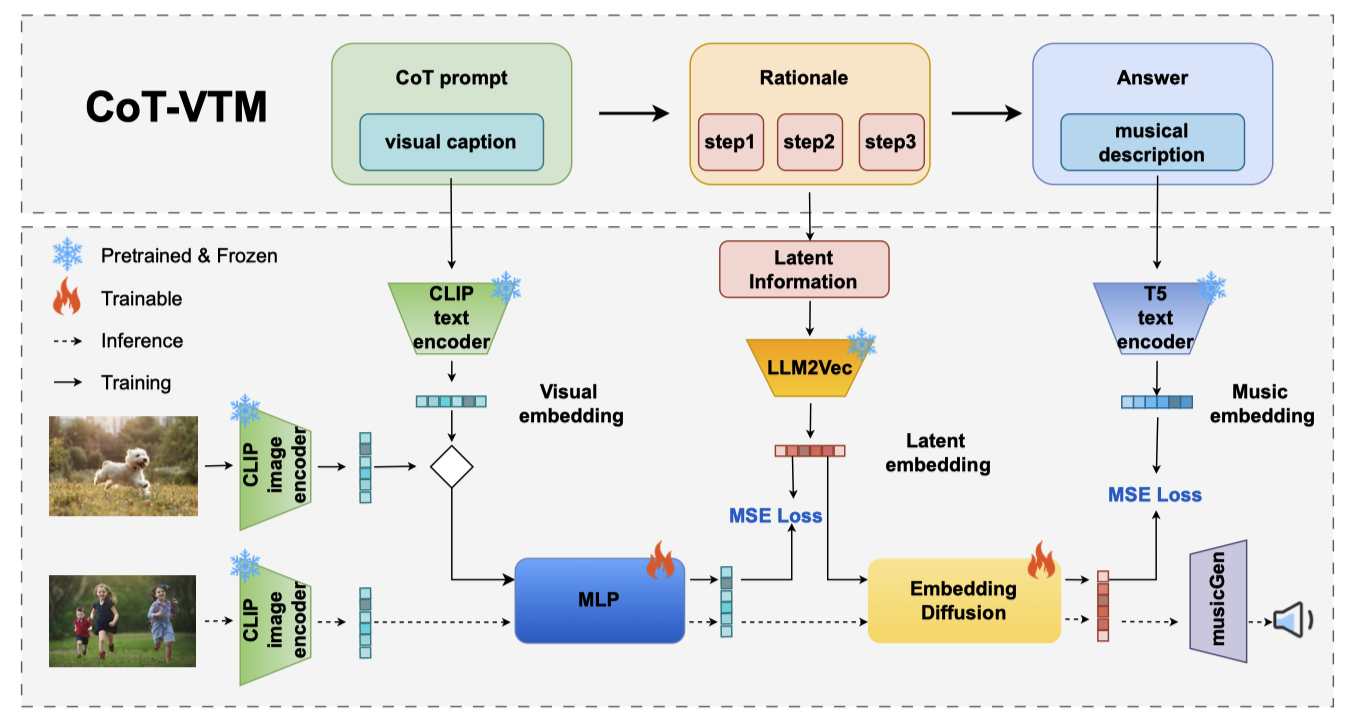 CoT-VTM
CoT prompt
visual caption
Rationale
step1
step2
step3
Answer
musical
description
Pretrained & Frozen
Trainable
Inference
Training
CLIP
text
encoder
Visual
embedding
Latent
Information
LLM2Vec
Latent
embedding
T5
text
encoder
Music
embedding
CLIP
image
encoder
MSE Loss
MSE Loss
CLIP
image
encoder
MLP
Embedding
Diffusion
musicGen